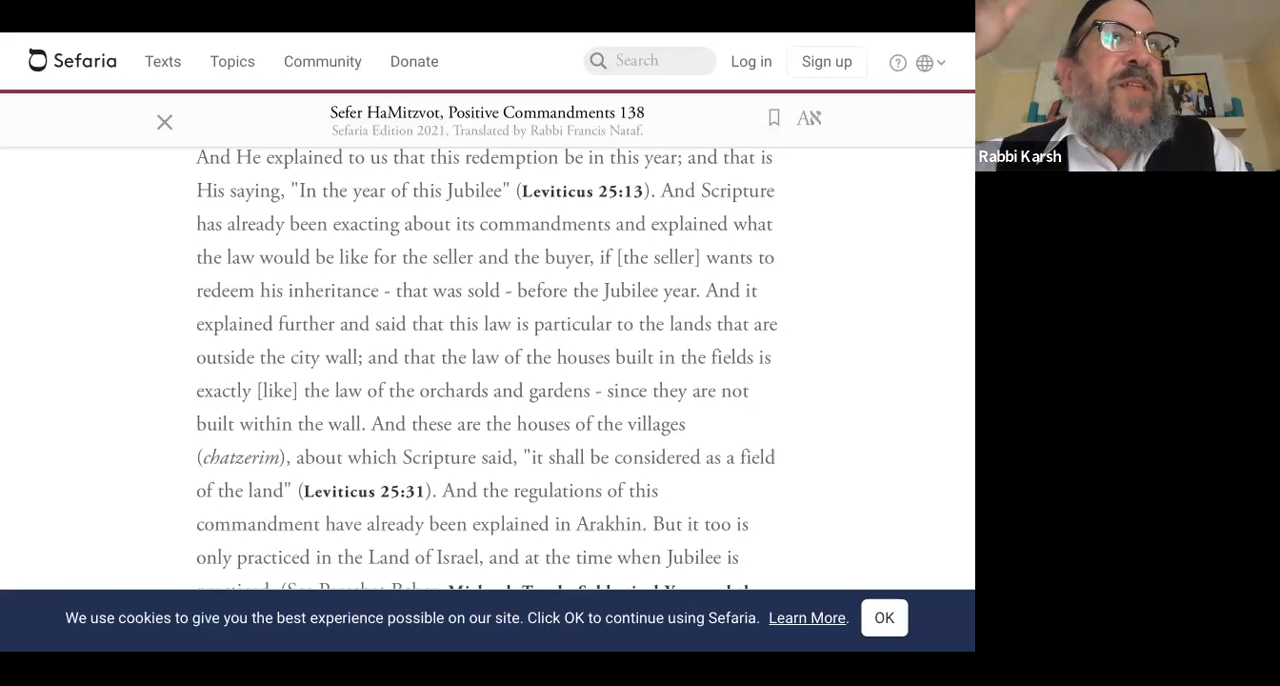 Sefaria Texts Topics Community Donate Search Log in Sign up
Sefer HaMitzvot, Positive Commandments 138
Sefaria Edition 2021, Translated by Rabbi Francis Nataf.
And He explained to us that this redemption be in this year; and that is
His saying, "In the year of this Jubilee" (Leviticus 25:13). And Scripture
has already been exacting about its commandments and explained what
the law would be like for the seller and the buyer, if [the seller] wants to
redeem his inheritance - that was sold - before the Jubilee year. And it
explained further and said that this law is particular to the lands that are
outside the city wall; and that the law of the houses built in the fields is
exactly [like] the law of the orchards and gardens - since they are not
built within the wall. And these are the houses of the villages
(chatzerim), about which Scripture said, "it shall be considered as a field
of the land" (Leviticus 25:31). And the regulations of this
commandment have already been explained in Arakhin. But it too is
only practiced in the Land of Israel, and at the time when Jubilee is
We use cookies to give you the best experience possible on our site. Click OK to continue using Sefaria. Learn More. OK
Rabbi Karsh